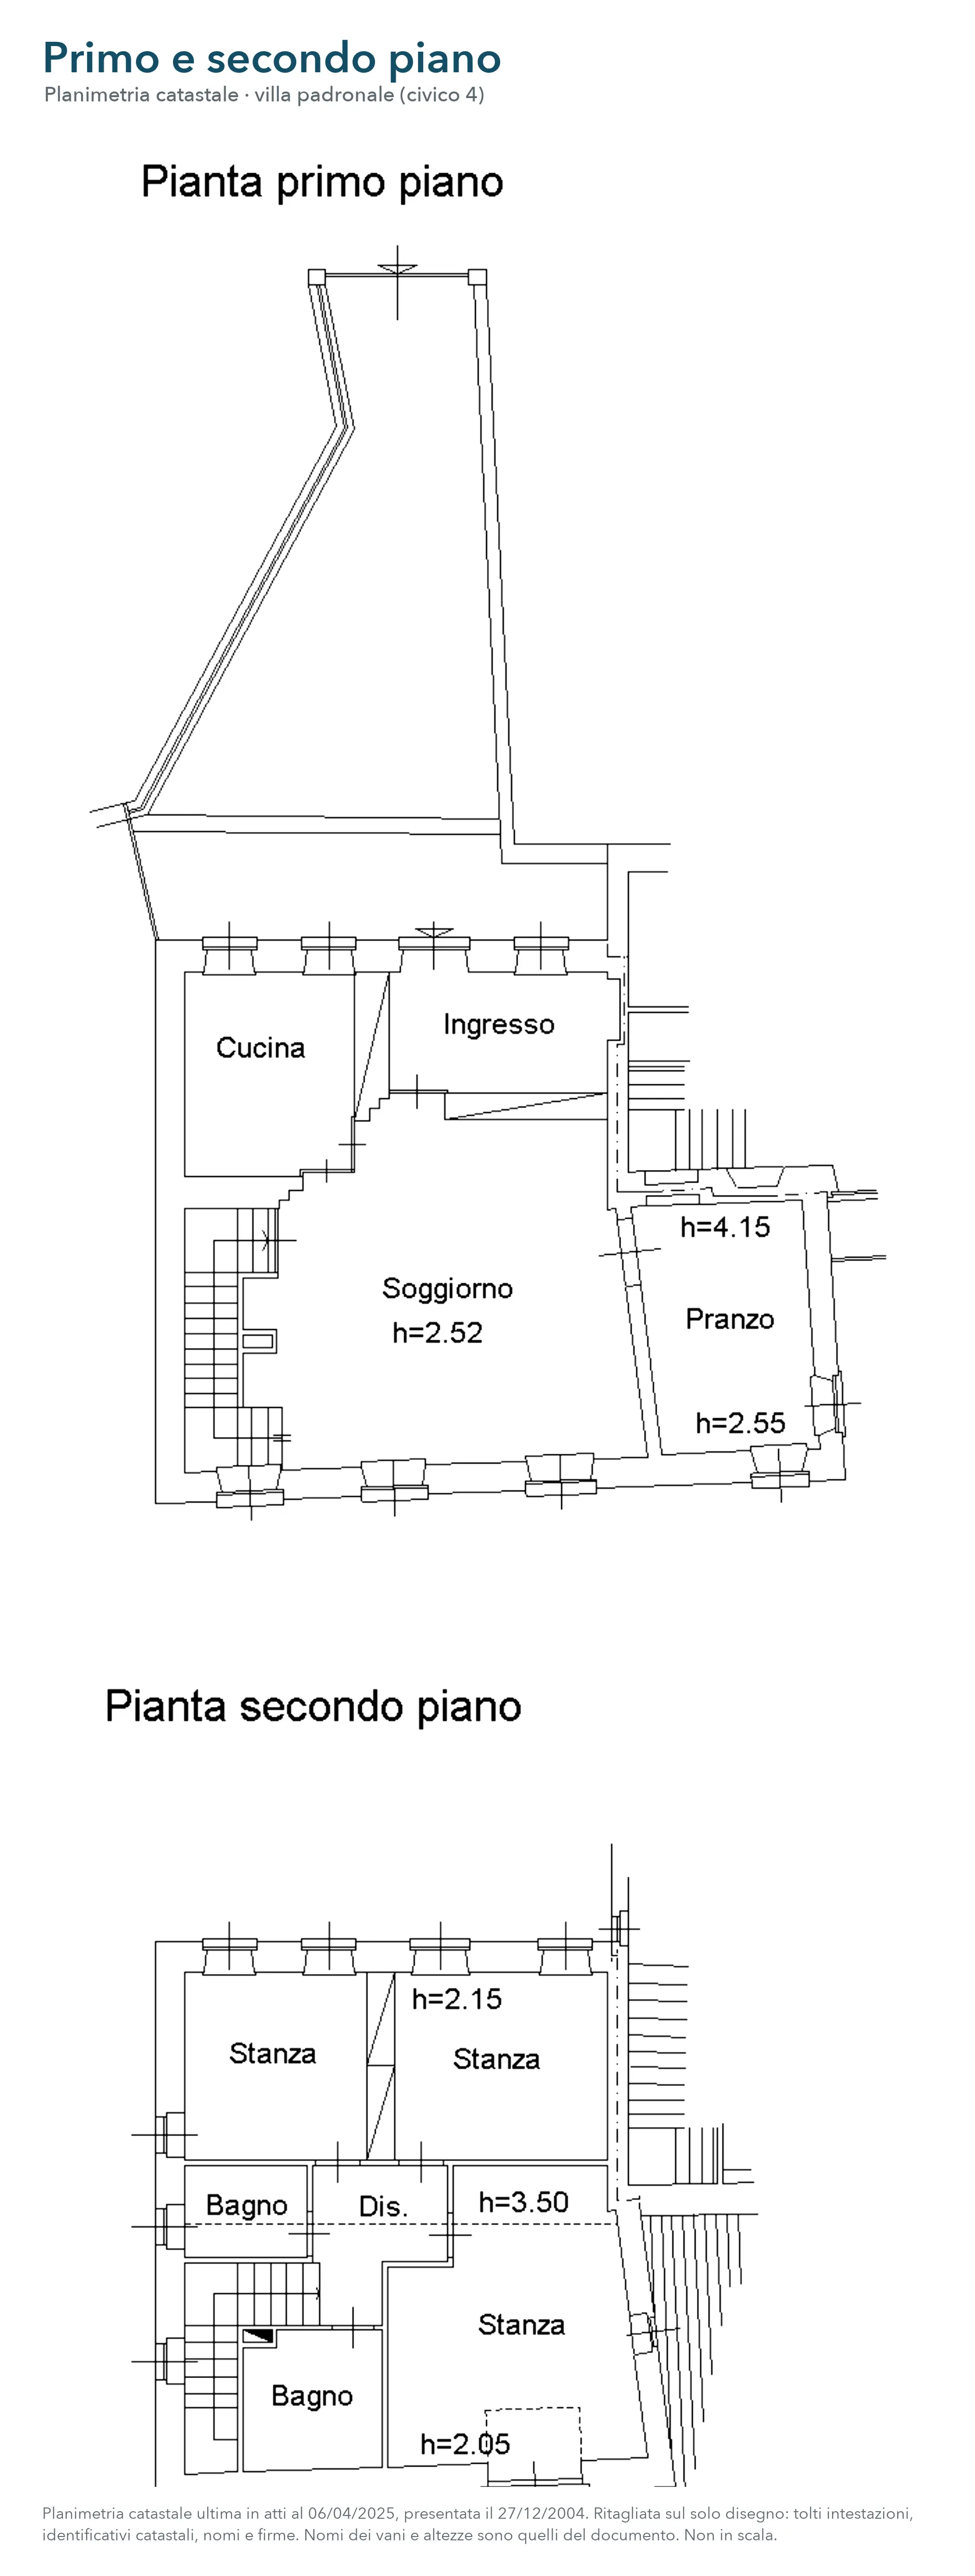 Primo e secondo piano
Planimetria catastale · villa padronale (civico 4)
Pianta primo piano
Ingresso
Cucina
h=4.15
Soggiorno
Pranzo
h=2.52
h=2.55
Pianta secondo piano
h=2.15
Stanza
Stanza
Bagno
Dis.
h=3.50
Stanza
Bagno
h=2.05
Planimetria catastale ultima in atti al 06/04/2025, presentata il 27/12/2004. Ritagliata sul solo disegno: tolti intestazioni,
identificativi catastali, nomi e firme. Nomi dei vani e altezze sono quelli del documento. Non in scala.